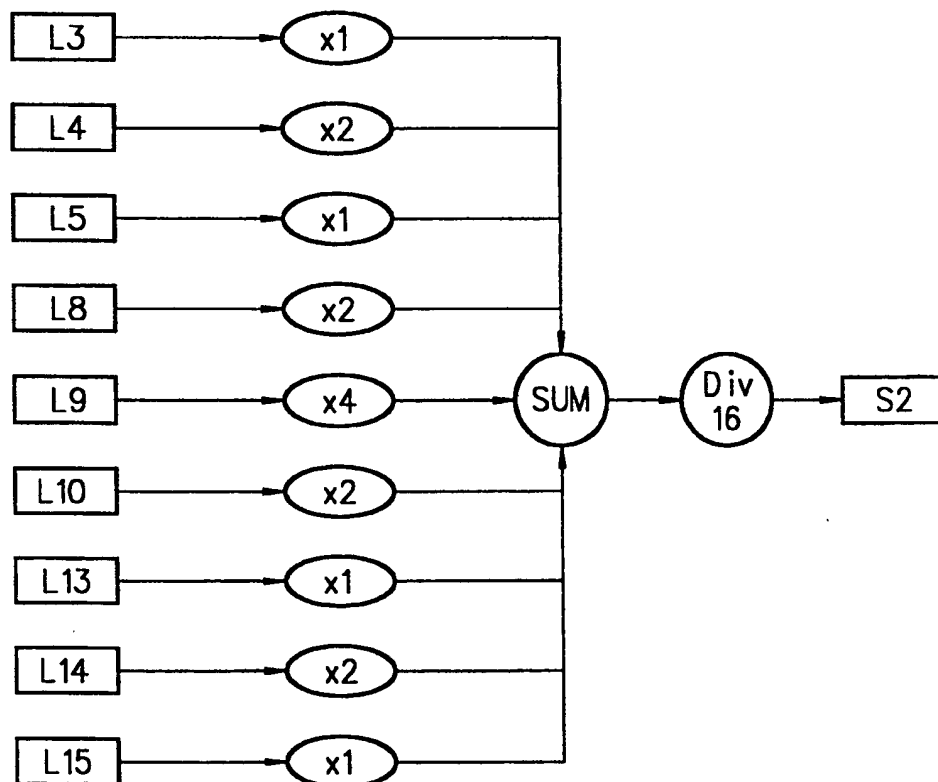 L3 x1
L4 x2
L5 x1
L8 x2
L9 x4 SUM Div 16 S2
L10 x2
L13 x1
L14 x2
L15 x1